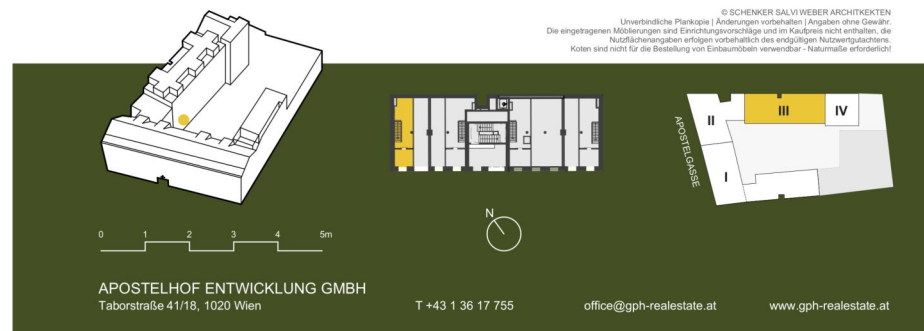 © SCHENKER SALVI WEBER ARCHITKEKTEN
Unverbindliche Plankopie | Änderungen vorbehalten | Angaben ohne Gewähr.
Die eingetragenen Möblierungen sind Einrichtungsvorschläge und im Kaufpreis nicht enthalten, die
Nutzflächenangaben erfolgen vorbehaltlich des endgültigen Nutzwertgutachtens.
Koten sind nicht für die Bestellung von Einbaumöbeln verwendbar - Naturmaße erforderlich!
II
III
IV
APOSTELGASSE
I
N
0 1 2 3 4 5m
APOSTELHOF ENTWICKLUNG GMBH
Taborstraße 41/18, 1020 Wien
T +43 1 36 17 755
office@gph-realestate.at
www.gph-realestate.at